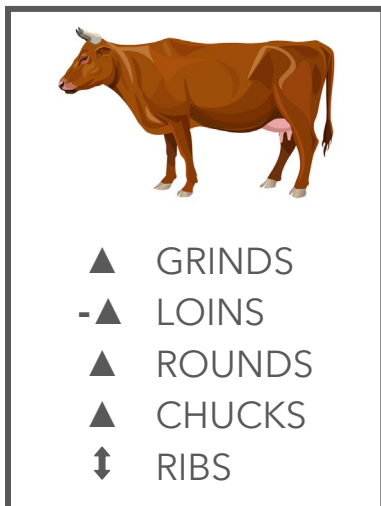 ▲ GRINDS
-▲ LOINS
▲ ROUNDS
▲ CHUCKS
↕ RIBS